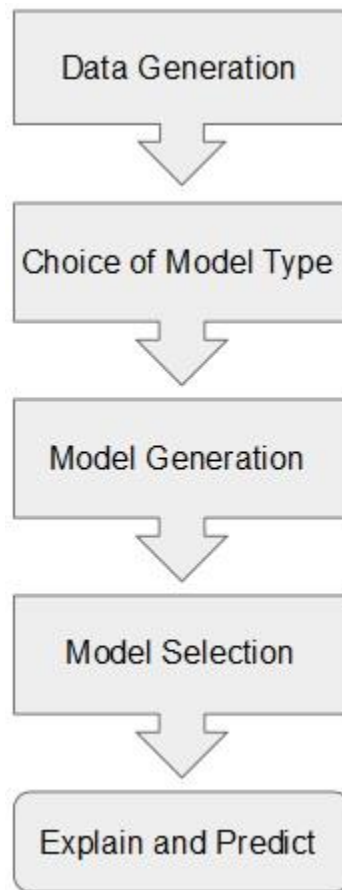 Data Generation
Choice of Model Type
Model Generation
Model Selection
Explain and Predict